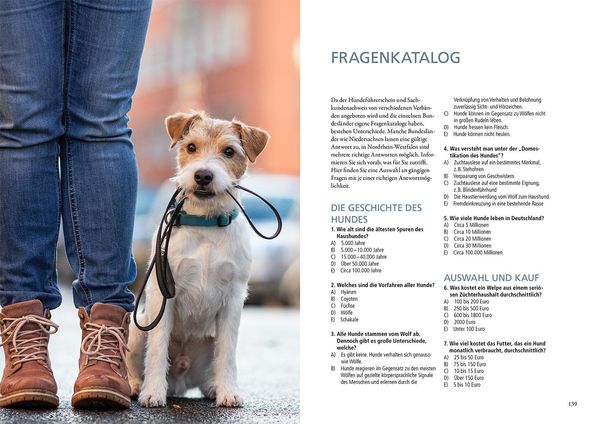 FRAGENKATALOG
Da der Hundeführerschein und Sach-
kundenachweis von verschiedenen Verbän-
den angeboten wird und die einzelnen Bun-
desländer eigene Fragenkataloge haben,
bestehen Unterschiede. Manche Bundeslän-
der wie Niedersachsen lassen eine gültige
Antwort zu, in Nordrhein-Westfalen sind
mehrere richtige Antworten möglich. Infor-
mieren Sie sich vorab, was für Sie zutrifft.
Hier finden Sie eine Auswahl an gängigen
Fragen mit je einer richtigen Antwortmög-
lichkeit.
DIE GESCHICHTE DES
HUNDES
1. Wie alt sind die ältesten Spuren des
Haushundes?
A) 5.000 Jahre
B) 5.000–10.000 Jahre
C) 15.000–40.000 Jahre
D) Über 50.000 Jahre
E) Circa 100.000 Jahre
2. Welches sind die Vorfahren aller Hunde?
A) Hyänen
B) Coyoten
C) Füchse
D) Wölfe
E) Schakale
3. Alle Hunde stammen vom Wolf ab.
Dennoch gibt es große Unterschiede,
welche?
A) Es gibt keine. Hunde verhalten sich genauso
wie Wölfe.
B) Hunde reagieren im Gegensatz zu den meisten
Wölfen auf gezielte körpersprachliche Signale
des Menschen und erlernen durch die
Verknüpfung von Verhalten und Belohnung
zuverlässig Sicht- und Hörzeichen.
C) Hunde können im Gegensatz zu Wölfen nicht
in großen Rudeln leben.
D) Hunde fressen kein Fleisch.
E) Hunde können nicht heulen.
4. Was versteht man unter der „Domes-
tikation des Hundes“?
A) Zuchtauslese auf ein bestimmtes Merkmal,
z. B. Stehohren
B) Verpaarung von Geschwistern
C) Zuchtauslese auf eine bestimmte Eignung,
z. B. Blindenführhund
D) Die Haustierwerdung vom Wolf zum Haushund
E) Fremdeinkreuzung in eine bestehende Rasse
5. Wie viele Hunde leben in Deutschland?
A) Circa 5 Millionen
B) Circa 10 Millionen
C) Circa 20 Millionen
D) Circa 30 Millionen
E) Circa 100.000 Millionen
AUSWAHL UND KAUF
6. Was kostet ein Welpe aus einem seriö-
sen Züchterhaushalt durchschnittlich?
A) 100 bis 200 Euro
B) 250 bis 500 Euro
C) 600 bis 1800 Euro
D) 2000 Euro
E) Unter 100 Euro
7. Wie viel kostet das Futter, das ein Hund
monatlich verbraucht, durchschnittlich?
A) 25 bis 50 Euro
B) 75 bis 150 Euro
C) 10 bis 15 Euro
D) Über 150 Euro
E) 5 bis 10 Euro
139